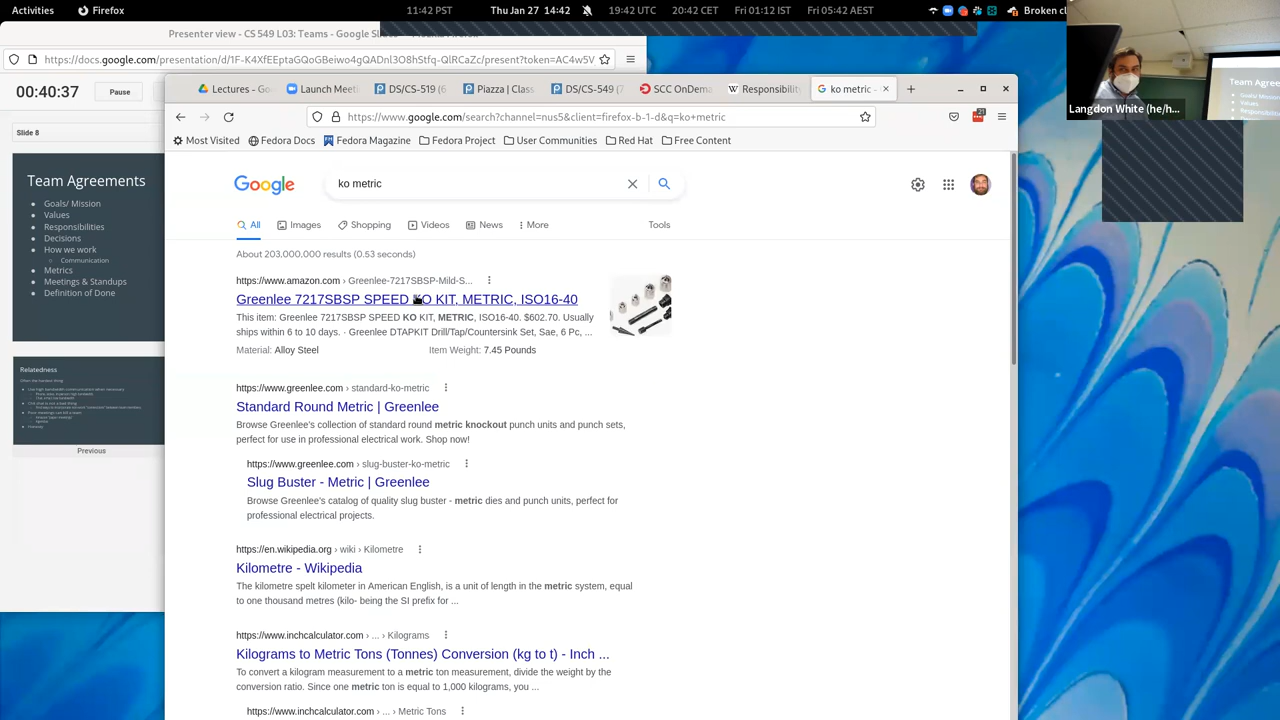 Activities
Firefox
11:42 PST
Thu Jan 27 14:42
19:42 UTC
20:42 CET
Fri 01:12 IST
Fri 05:42 AEST
Presenter view - CS 549 L03: Teams - Google
https://docs.google.com/presentation/d/1F-K4XfEEptaGQoGBeiwo4gQADnl3O8hStfq-QlRCaZc/present?token=AC4w5V
00:40:37
Pause
Slide 8
Team Agreements
Goals/ Mission
Values
Responsibilities
Decisions
How we work
Communication
Metrics
Meetings & Standups
Definition of Done
Relatedness
Previous
Lectures - Go
Launch Meeti
DS/CS-519 (6
Piazza | Class
DS/CS-549 (7
SCC OnDema
Responsibilit
ko metric -
https://www.google.com/search?channel=nus5&client=firefox-b-1-d&q=ko+metric
21
Most Visited
Fedora Docs
Fedora Magazine
Fedora Project
User Communities
Red Hat
Free Content
Google
ko metric
All
Images
Shopping
Videos
News
More
Tools
About 203,000,000 results (0.53 seconds)
https://www.amazon.com › Greenlee-7217SBSP-Mild-S...
Greenlee 7217SBSP SPEED KO KIT, METRIC, ISO16-40
This item: Greenlee 7217SBSP SPEED KO KIT, METRIC, ISO16-40. $602.70. Usually
ships within 6 to 10 days. · Greenlee DTAPKIT Drill/Tap/Countersink Set, Sae, 6 Pc, ...
Material: Alloy Steel
Item Weight: 7.45 Pounds
https://www.greenlee.com › standard-ko-metric
Standard Round Metric | Greenlee
Browse Greenlee's collection of standard round metric knockout punch units and punch sets,
perfect for use in professional electrical work. Shop now!
https://www.greenlee.com › slug-buster-ko-metric
Slug Buster - Metric | Greenlee
Browse Greenlee's catalog of quality slug buster - metric dies and punch units, perfect for
professional electrical projects.
https://en.wikipedia.org › wiki › Kilometre
Kilometre - Wikipedia
The kilometre spelt kilometer in American English, is a unit of length in the metric system, equal
to one thousand metres (kilo- being the SI prefix for ...
https://www.inchcalculator.com › ... › Kilograms
Kilograms to Metric Tons (Tonnes) Conversion (kg to t) - Inch ...
To convert a kilogram measurement to a metric ton measurement, divide the weight by the
conversion ratio. Since one metric ton is equal to 1,000 kilograms, you ...
https://www.inchcalculator.com › ... › Metric Tons
Broken cl
Langdon White (he/h...
Team Agreem
Goals/ Missi
Values